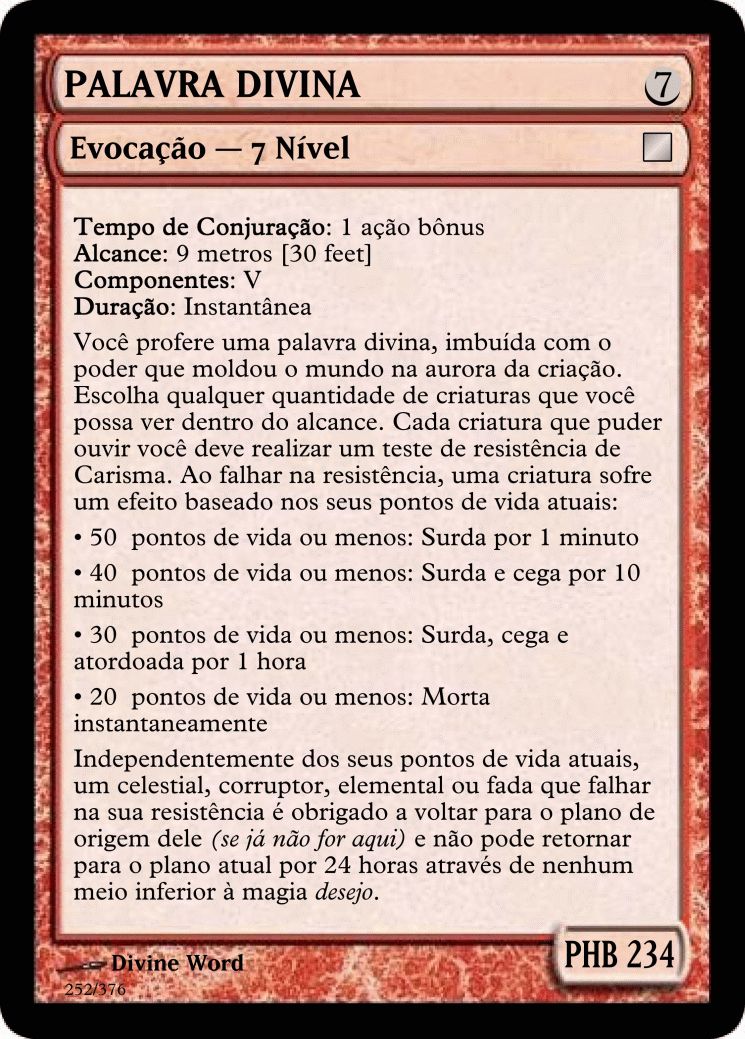 PALAVRA DIVINA
7
Evocação — 7 Nível
Tempo de Conjuração: 1 ação bônus
Alcance: 9 metros [30 feet]
Componentes: V
Duração: Instantânea
Você profere uma palavra divina, imbuída com o
poder que moldou o mundo na aurora da criação.
Escolha qualquer quantidade de criaturas que você
possa ver dentro do alcance. Cada criatura que puder
ouvir você deve realizar um teste de resistência de
Carisma. Ao falhar na resistência, uma criatura sofre
um efeito baseado nos seus pontos de vida atuais:
• 50 pontos de vida ou menos: Surda por 1 minuto
• 40 pontos de vida ou menos: Surda e cega por 10
minutos
• 30 pontos de vida ou menos: Surda, cega e
atordoada por 1 hora
• 20 pontos de vida ou menos: Morta
instantaneamente
Independentemente dos seus pontos de vida atuais,
um celestial, corruptor, elemental ou fada que falhar
na sua resistência é obrigado a voltar para o plano de
origem dele (se já não for aqui) e não pode retornar
para o plano atual por 24 horas através de nenhum
meio inferior à magia desejo.
PHB 234
Divine Word
252/376